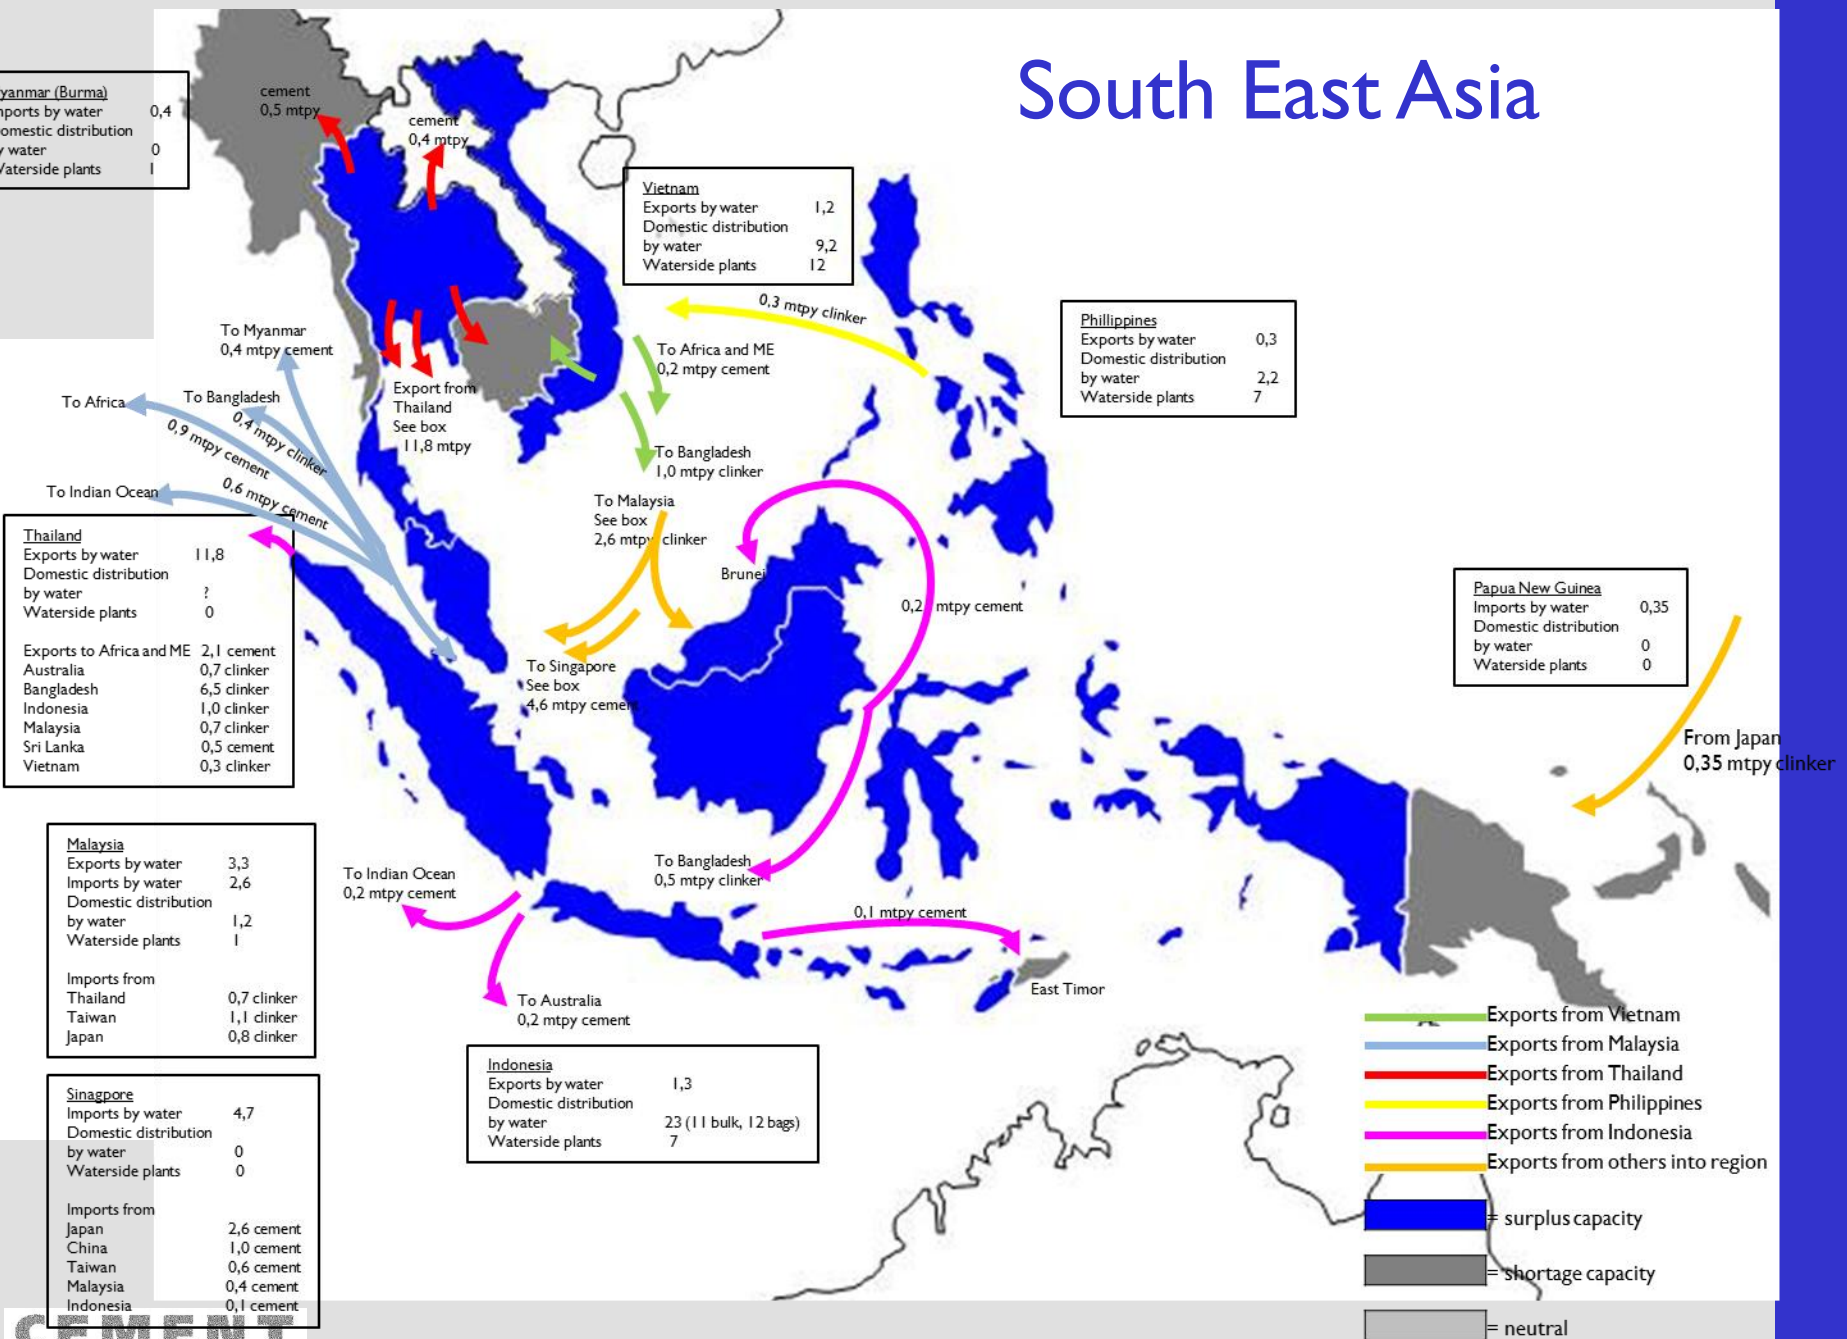 South East Asia
yanmar (Burma)
mports by water 0,4
omestic distribution
y water 0
Waterside plants 1
cement
0,5 mtpy
cement
0,4 mtpy
Vietnam
Exports by water 1,2
Domestic distribution
by water 9,2
Waterside plants 12
0,3 mtpy clinker
Phillippines
Exports by water 0,3
Domestic distribution
by water 2,2
Waterside plants 7
To Myanmar
0,4 mtpy cement
To Africa and ME
0,2 mtpy cement
To Africa
To Bangladesh
0,4 mtpy clinker
0,9 mtpy cement
Export from
Thailand
See box
11,8 mtpy
To Bangladesh
1,0 mtpy clinker
To Indian Ocean
0,6 mtpy cement
To Malaysia
See box
2,6 mtpy clinker
Brunei
0,2 mtpy cement
Thailand
Exports by water 11,8
Domestic distribution
by water ?
Waterside plants 0
Exports to Africa and ME 2,1 cement
Australia 0,7 clinker
Bangladesh 6,5 clinker
Indonesia 1,0 clinker
Malaysia 0,7 clinker
Sri Lanka 0,5 cement
Vietnam 0,3 clinker
To Singapore
See box
4,6 mtpy cement
Papua New Guinea
Imports by water 0,35
Domestic distribution
by water 0
Waterside plants 0
From Japan
0,35 mtpy clinker
Malaysia
Exports by water 3,3
Imports by water 2,6
Domestic distribution
by water 1,2
Waterside plants 1
Imports from
Thailand 0,7 clinker
Taiwan 1,1 clinker
Japan 0,8 clinker
To Indian Ocean
0,2 mtpy cement
To Bangladesh
0,5 mtpy clinker
0,1 mtpy cement
East Timor
To Australia
0,2 mtpy cement
Sinagpore
Imports by water 4,7
Domestic distribution
by water 0
Waterside plants 0
Imports from
Japan 2,6 cement
China 1,0 cement
Taiwan 0,6 cement
Malaysia 0,4 cement
Indonesia 0,1 cement
Indonesia
Exports by water 1,3
Domestic distribution
by water 23 (11 bulk, 12 bags)
Waterside plants 7
Exports from Vietnam
Exports from Malaysia
Exports from Thailand
Exports from Philippines
Exports from Indonesia
Exports from others into region
= surplus capacity
= shortage capacity
= neutral
CEMENT